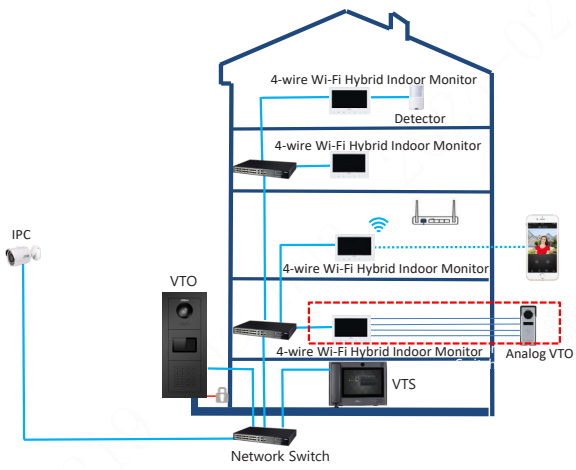 4-wire Wi-Fi Hybrid Indoor Monitor
Detector
4-wire Wi-Fi Hybrid Indoor Monitor
IPC
4-wire Wi-Fi Hybrid Indoor Monitor
VTO
4-wire Wi-Fi Hybrid Indoor Monitor
Analog VTO
VTS
Network Switch